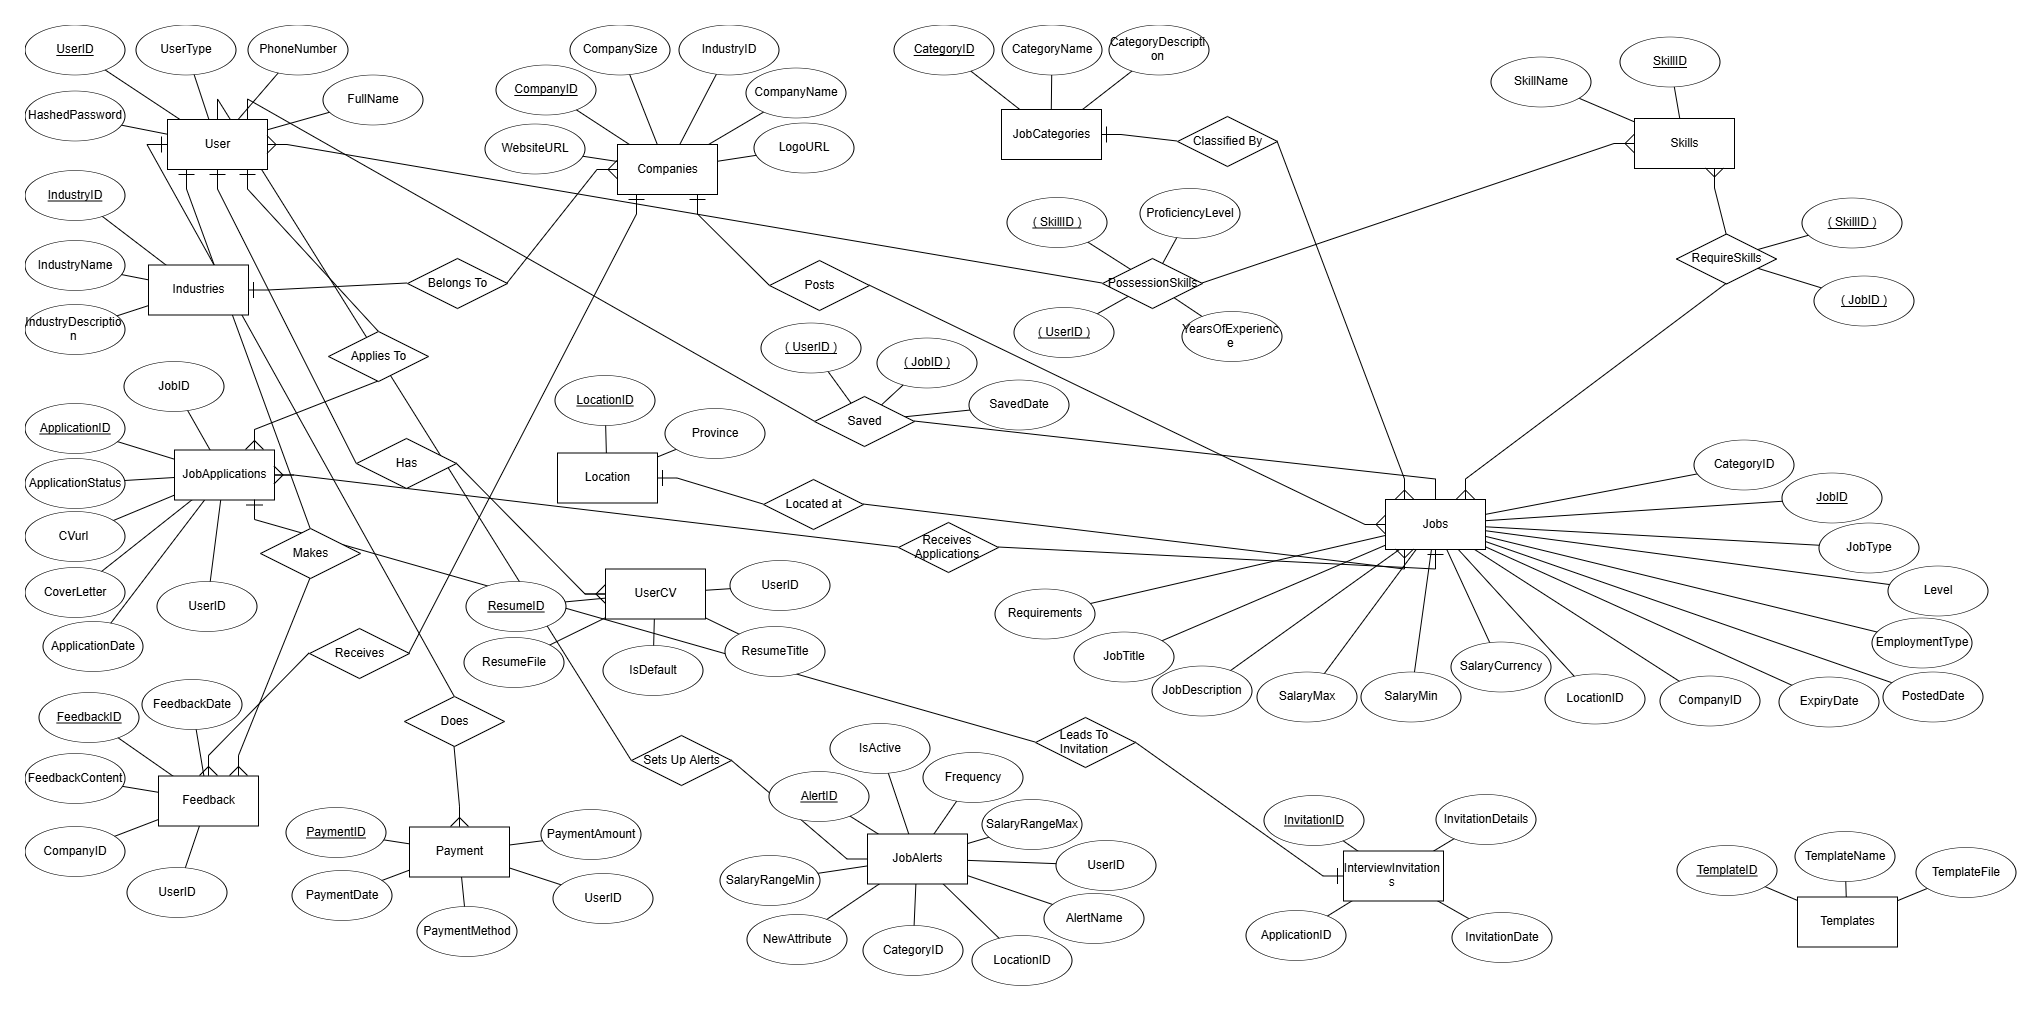 UserID
UserType
PhoneNumber
FullName
HashedPassword
User
CompanySize
IndustryID
CompanyID
CompanyName
WebsiteURL
LogoURL
Companies
CategoryID
CategoryName
CategoryDescripti
on
JobCategories
Classified By
SkillID
SkillName
Skills
IndustryID
IndustryName
Industries
IndustryDescriptio
n
Belongs To
Posts
( SkillID )
ProficiencyLevel
PossessionSkills
( UserID )
YearsOfExperienc
e
RequireSkills
( SkillID )
( JobID )
Applies To
( UserID )
( JobID )
SavedDate
Saved
JobID
ApplicationID
JobApplications
ApplicationStatus
CVurl
CoverLetter
ApplicationDate
UserID
Has
LocationID
Province
Location
Located at
Receives
Applications
CategoryID
JobID
Jobs
JobType
Level
EmploymentType
PostedDate
ExpiryDate
CompanyID
LocationID
SalaryCurrency
SalaryMin
SalaryMax
JobDescription
JobTitle
Requirements
Makes
ResumeID
UserCV
UserID
ResumeFile
IsDefault
ResumeTitle
Receives
FeedbackDate
FeedbackID
FeedbackContent
Feedback
CompanyID
UserID
Does
PaymentID
PaymentAmount
Payment
PaymentDate
UserID
PaymentMethod
Sets Up Alerts
Leads To
Invitation
IsActive
Frequency
AlertID
SalaryRangeMax
JobAlerts
UserID
SalaryRangeMin
AlertName
NewAttribute
CategoryID
LocationID
InvitationID
InvitationDetails
InterviewInvitation
s
ApplicationID
InvitationDate
TemplateID
TemplateName
TemplateFile
Templates